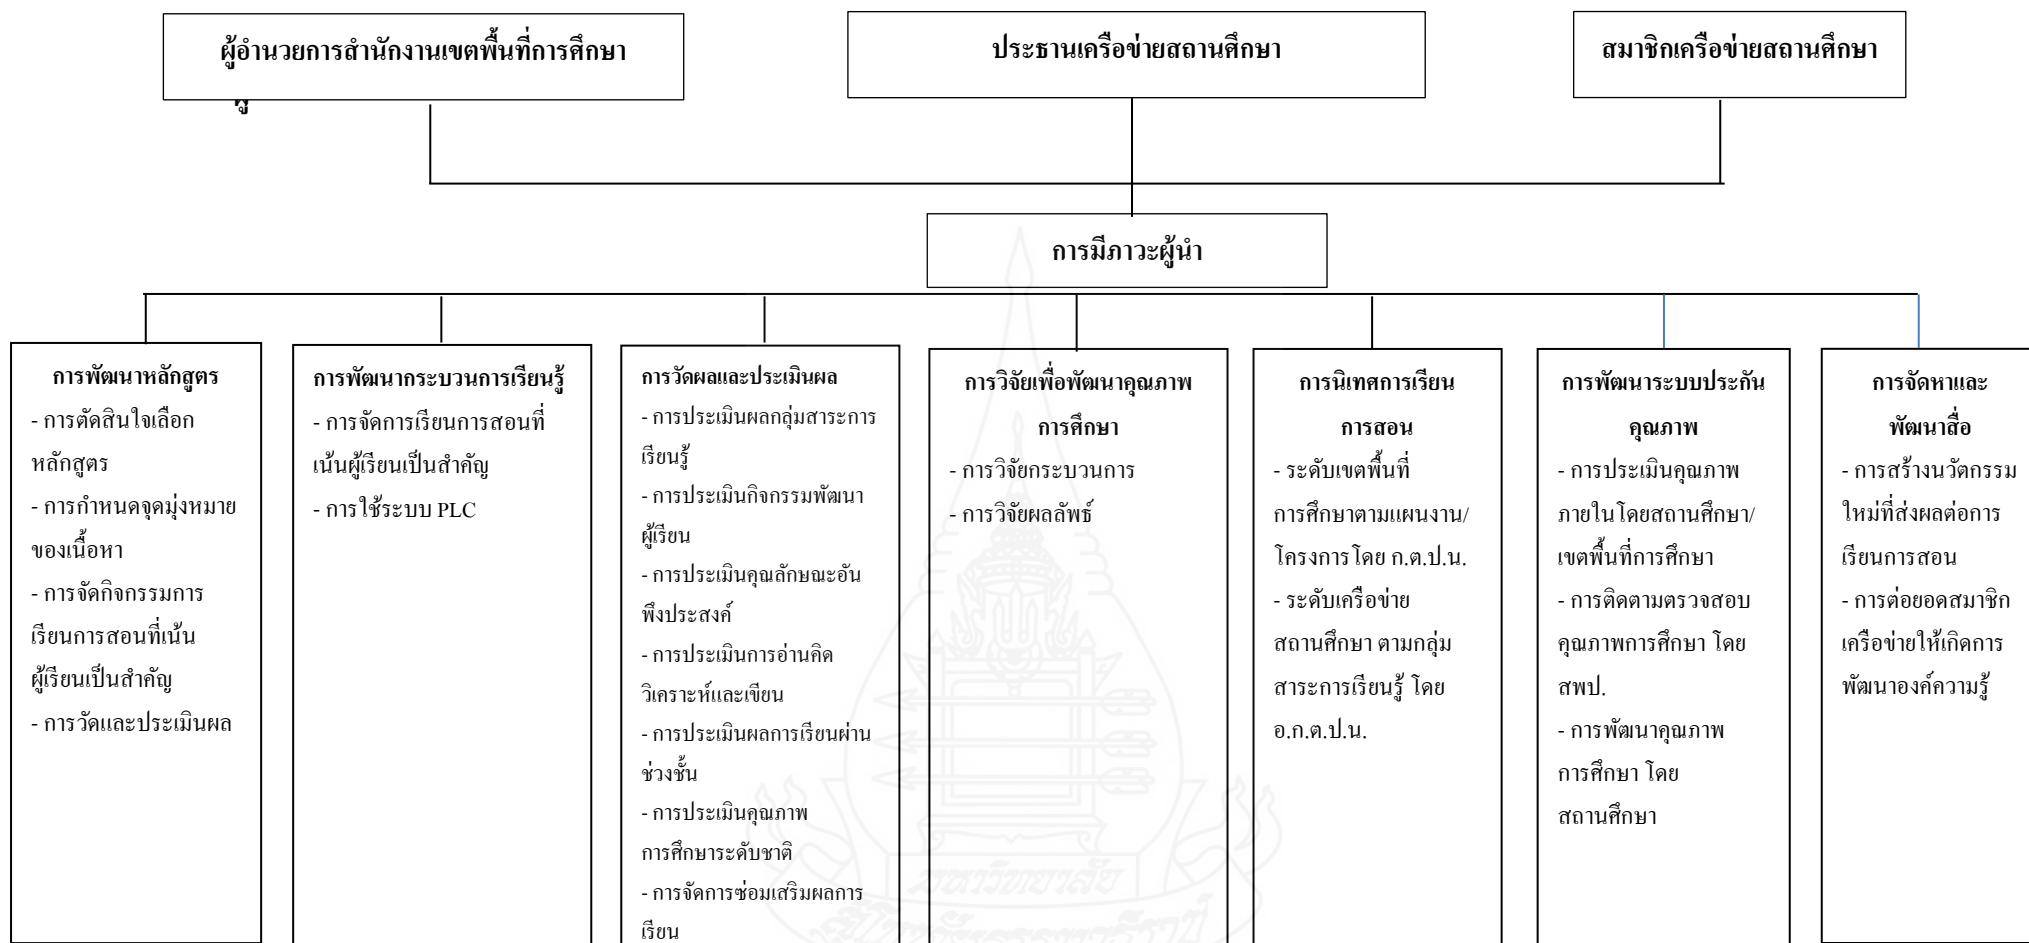 ผู้อำนวยการสำนักงานเขตพื้นที่การศึกษา
ผู้
ประธานเครือข่ายสถานศึกษา
สมาชิกเครือข่ายสถานศึกษา
การมีภาวะผู้นำ
การพัฒนาหลักสูตร
- การตัดสินใจเลือก
หลักสูตร
- การกำหนดจุดมุ่งหมาย
ของเนื้อหา
- การจัดกิจกรรมการ
เรียนการสอนที่เน้น
ผู้เรียนเป็นสำคัญ
- การวัดและประเมินผล
การพัฒนากระบวนการเรียนรู้
- การจัดการเรียนการสอนที่
เน้นผู้เรียนเป็นสำคัญ
- การใช้ระบบ PLC
การวัดผลและประเมินผล
- การประเมินผลกลุ่มสาระการ
เรียนรู้
- การประเมินกิจกรรมพัฒนา
ผู้เรียน
- การประเมินคุณลักษณะอัน
พึงประสงค์
- การประเมินการอ่านคิด
วิเคราะห์และเขียน
- การประเมินผลการเรียนผ่าน
ช่วงชั้น
- การประเมินคุณภาพ
การศึกษาระดับชาติ
- การจัดการซ่อมเสริมผลการ
เรียน
การวิจัยเพื่อพัฒนาคุณภาพ
การศึกษา
- การวิจัยกระบวนการ
- การวิจัยผลลัพธ์
การนิเทศการเรียน
การสอน
- ระดับเขตพื้นที่
การศึกษาตามแผนงาน/
โครงการโดย ก.ต.ป.น.
- ระดับเครือข่าย
สถานศึกษา ตามกลุ่ม
สาระการเรียนรู้ โดย
อ.ก.ต.ป.น.
การพัฒนาระบบประกัน
คุณภาพ
- การประเมินคุณภาพ
ภายในโดยสถานศึกษา/
เขตพื้นที่การศึกษา
- การติดตามตรวจสอบ
คุณภาพการศึกษา โดย
สพป.
- การพัฒนาคุณภาพ
การศึกษา โดย
สถานศึกษา
การจัดหาและ
พัฒนาสื่อ
- การสร้างนวัตกรรม
ใหม่ที่ส่งผลต่อการ
เรียนการสอน
- การต่อยอดสมาชิก
เครือข่ายให้เกิดการ
พัฒนาองค์ความรู้
มหาวิทยาลัย